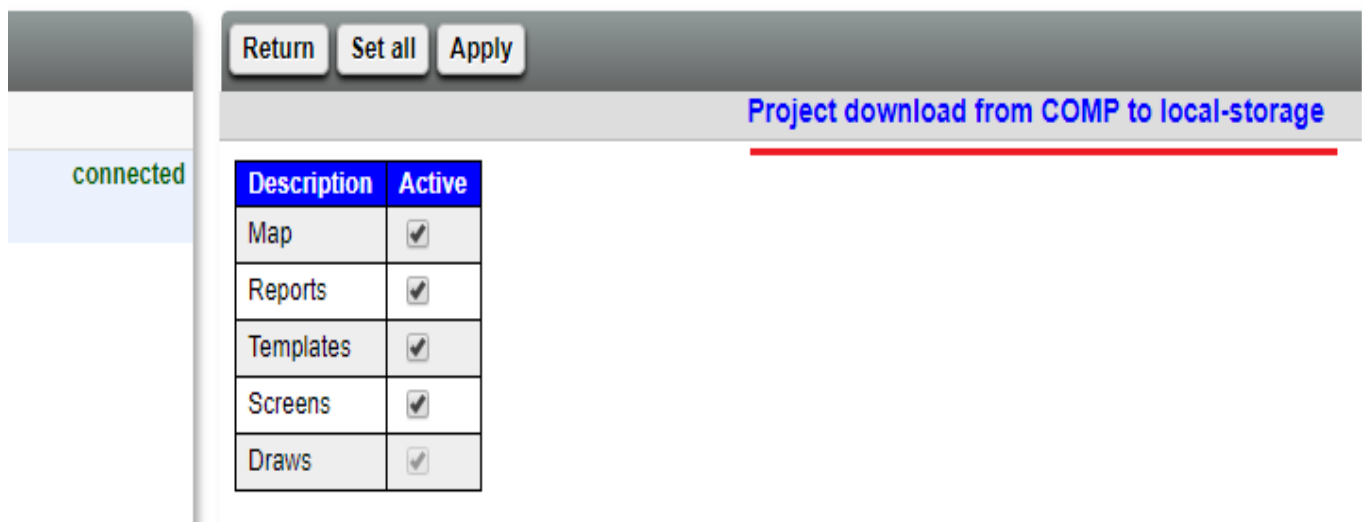 Return Set all Apply
Project download from COMP to local-storage
connected
Description Active
Map
Reports
Templates
Screens
Draws